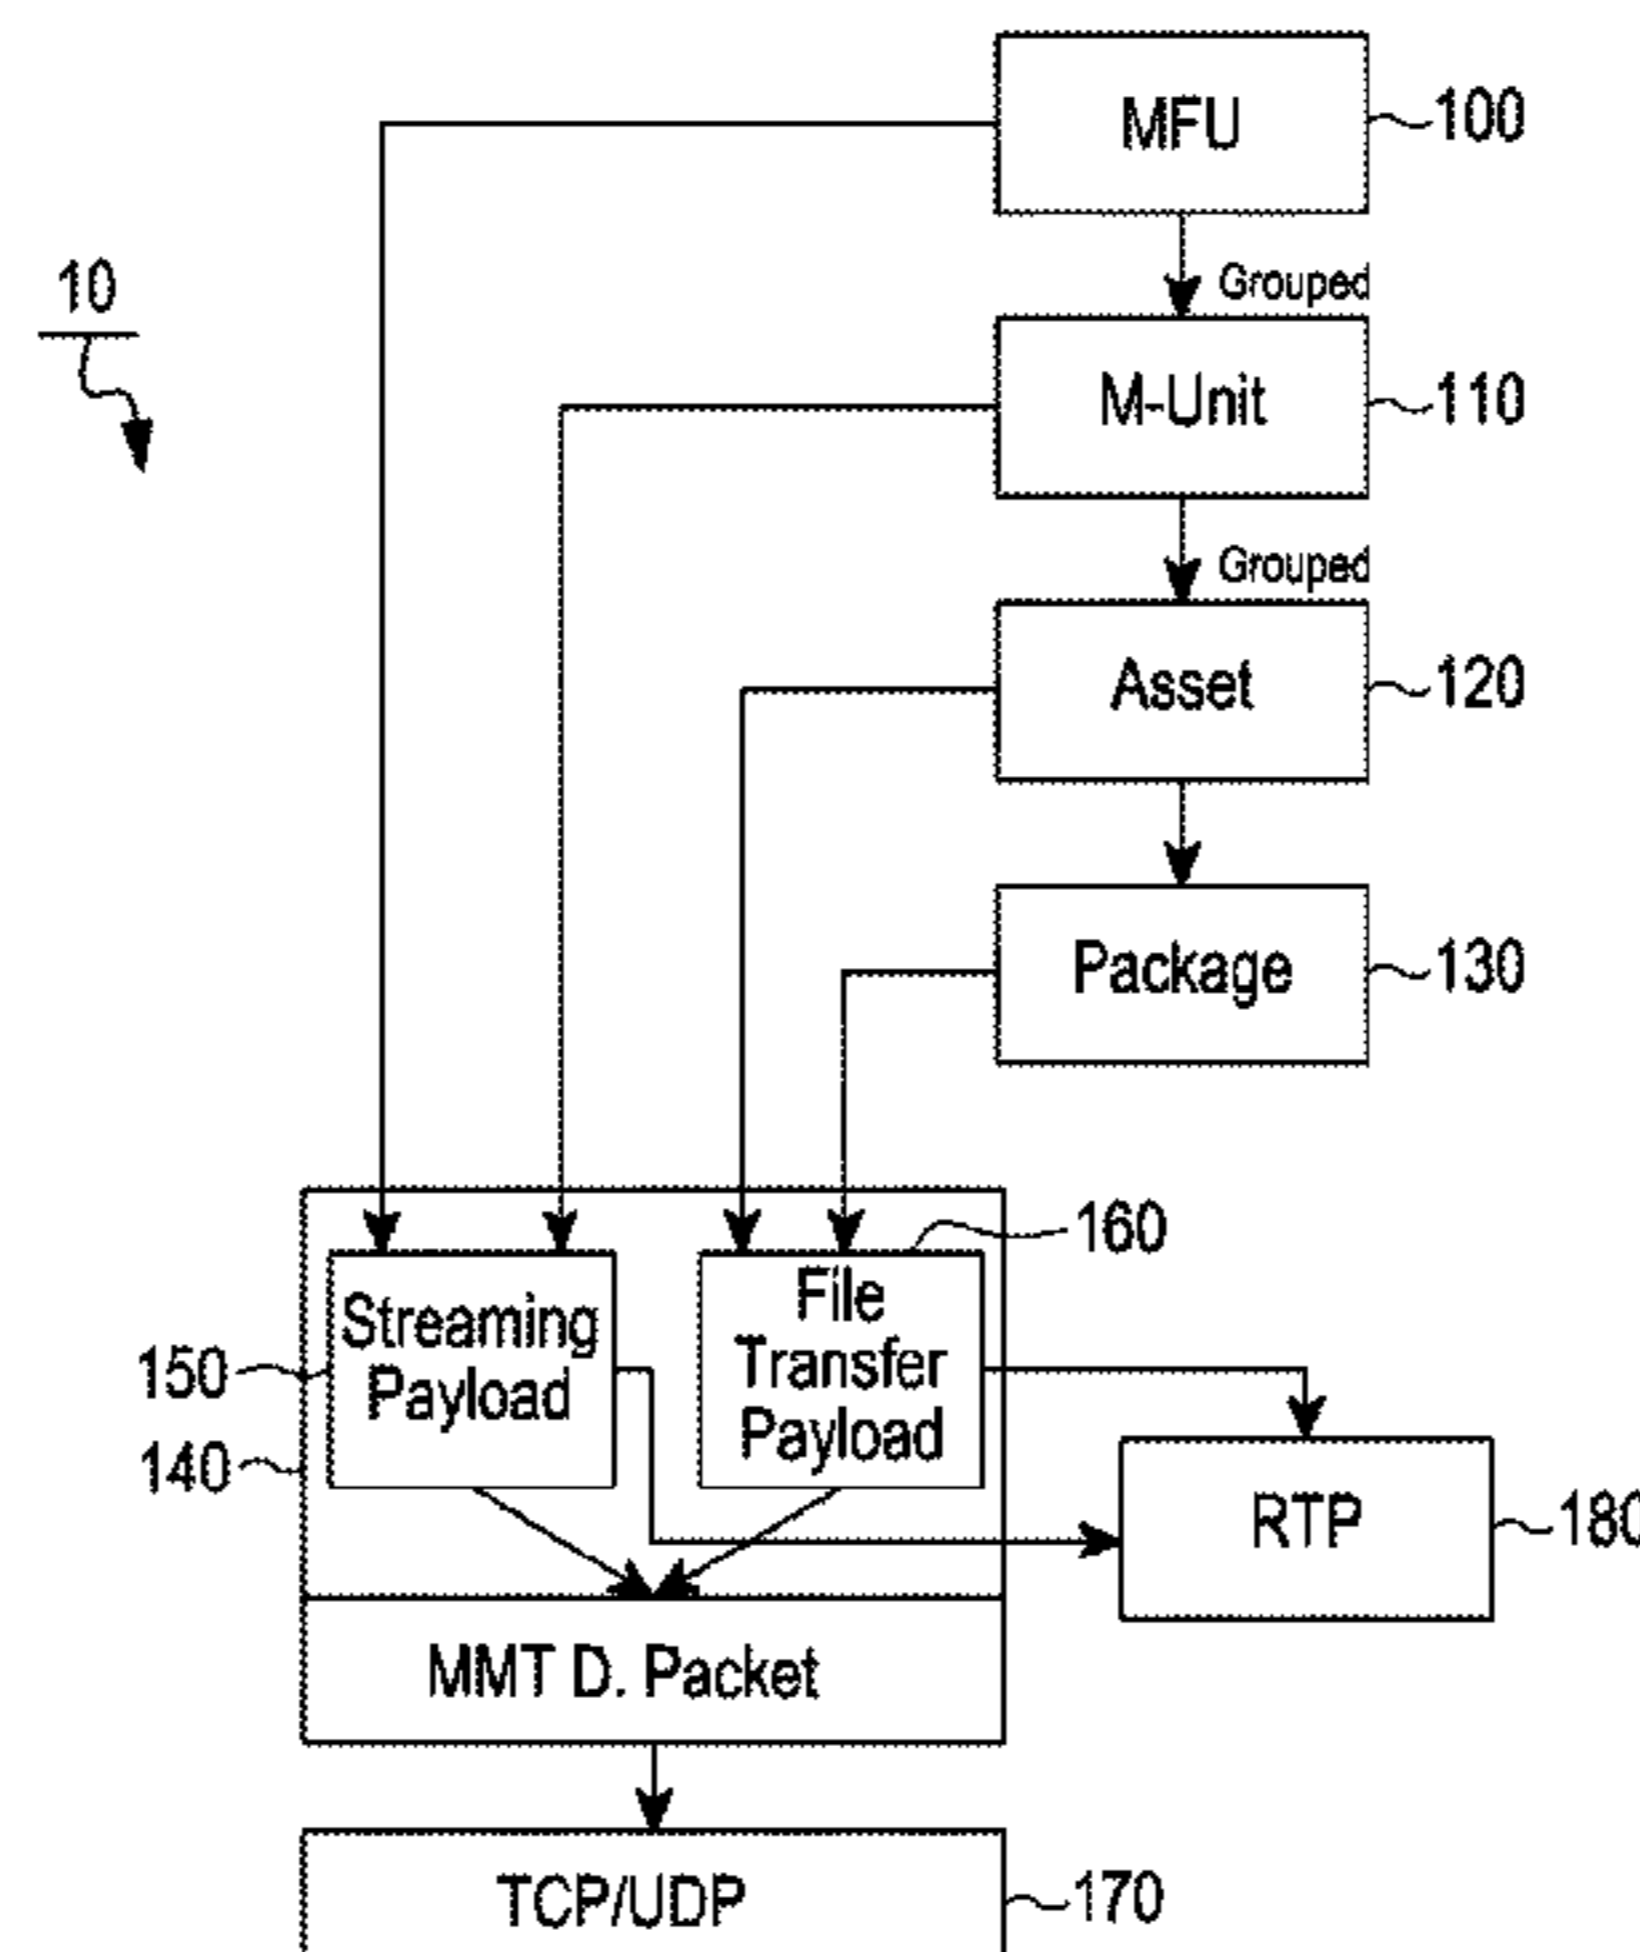 MFU
100
10
Grouped
M-Unit
110
Grouped
Asset
120
Package
130
160
Streaming
Payload
File
Transfer
Payload
150
140
RTP
180
MMT D. Packet
TCP/UDP
170